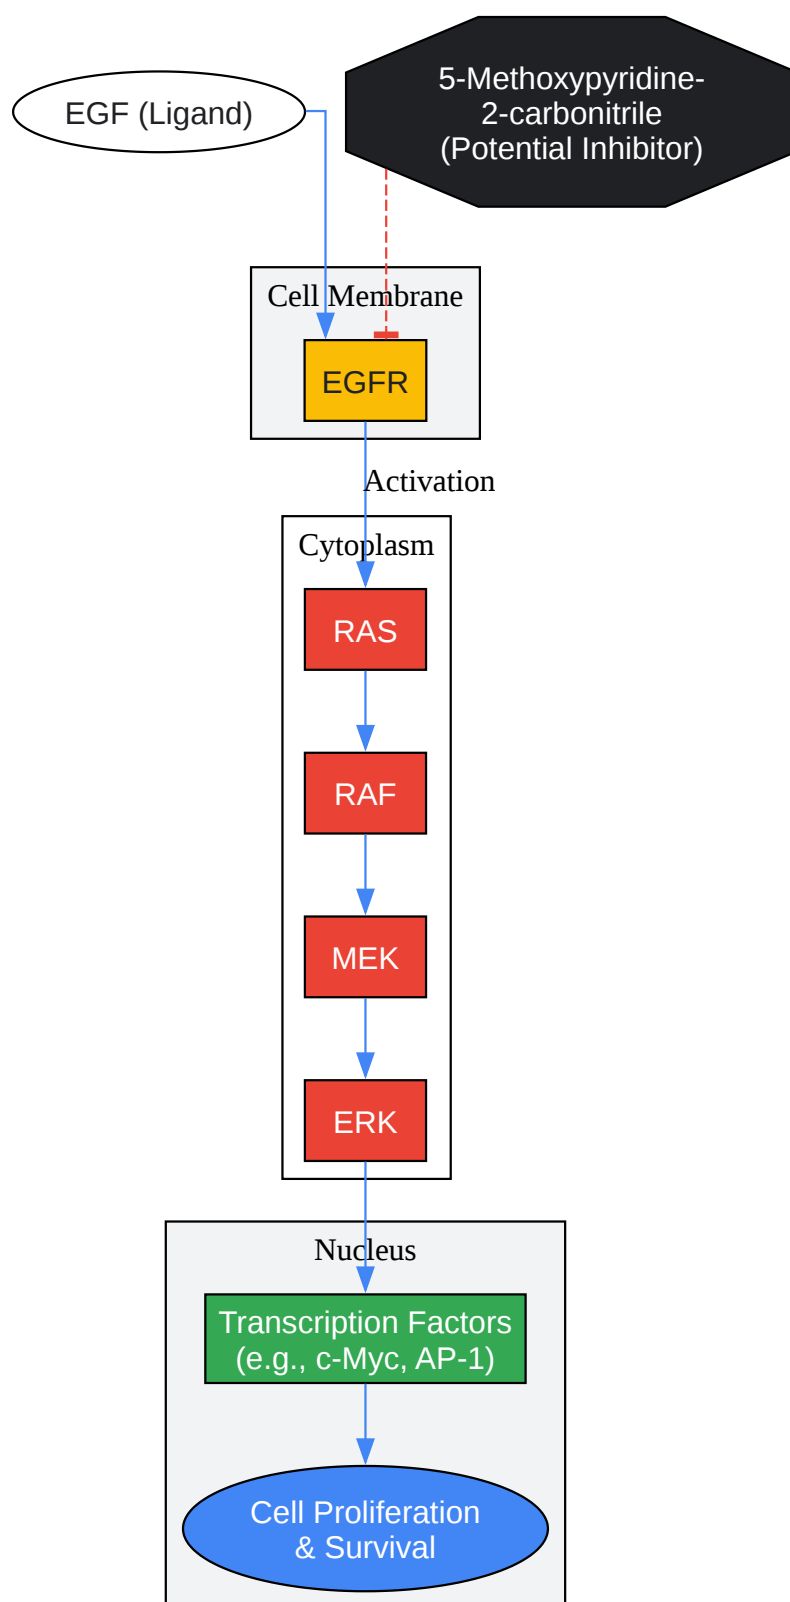 EGF (Ligand)
5-Methoxypyridine-
2-carbonitrile
(Potential Inhibitor)
Cell Membrane
EGFR
Activation
Cytoplasm
RAS
RAF
MEK
ERK
Nucleus
Transcription Factors
(e.g., c-Myc, AP-1)
Cell Proliferation
& Survival